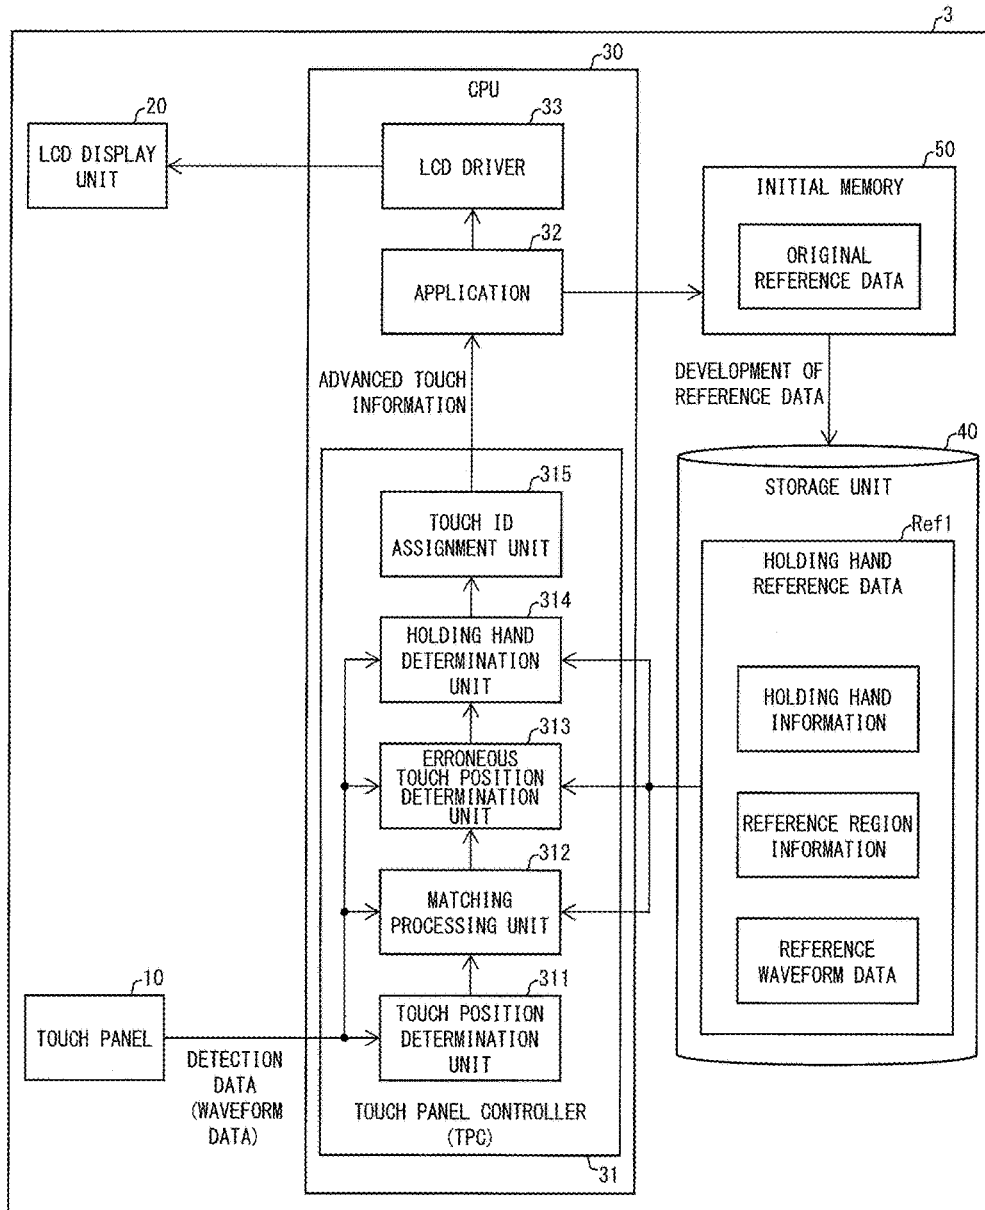 3
30
CPU
20
LCD DISPLAY
UNIT
33
LCD DRIVER
50
INITIAL MEMORY
ORIGINAL
REFERENCE DATA
32
APPLICATION
ADVANCED TOUCH
INFORMATION
DEVELOPMENT OF
REFERENCE DATA
40
STORAGE UNIT
315
TOUCH ID
ASSIGNMENT UNIT
Ref1
HOLDING HAND
REFERENCE DATA
314
HOLDING HAND
DETERMINATION
UNIT
HOLDING HAND
INFORMATION
313
ERRONEOUS
TOUCH POSITION
DETERMINATION
UNIT
REFERENCE REGION
INFORMATION
312
MATCHING
PROCESSING UNIT
REFERENCE
WAVEFORM DATA
10
TOUCH PANEL
311
TOUCH POSITION
DETERMINATION
UNIT
DETECTION
DATA
(WAVEFORM
DATA)
TOUCH PANEL CONTROLLER
(TPC)
31